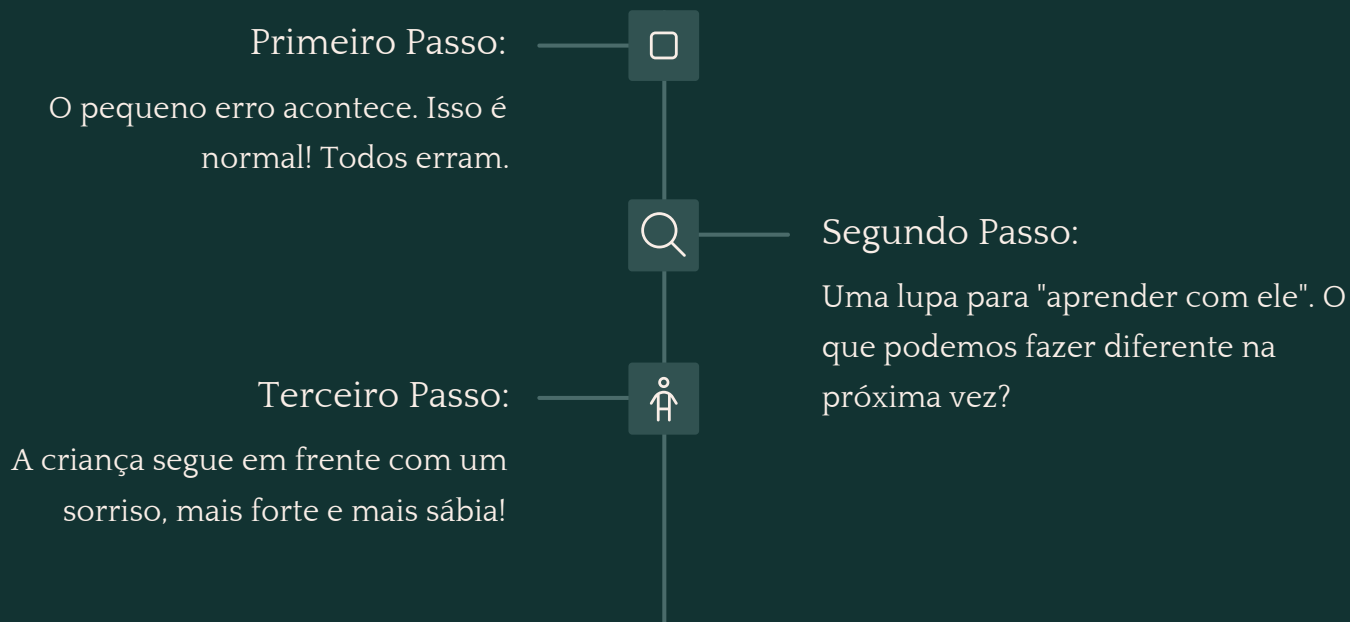 Primeiro Passo:
O pequeno erro acontece. Isso é
normal! Todos erram.
Segundo Passo:
Uma lupa para "aprender com ele". O
que podemos fazer diferente na
próxima vez?
Terceiro Passo:
A criança segue em frente com um
sorriso, mais forte e mais sábia!